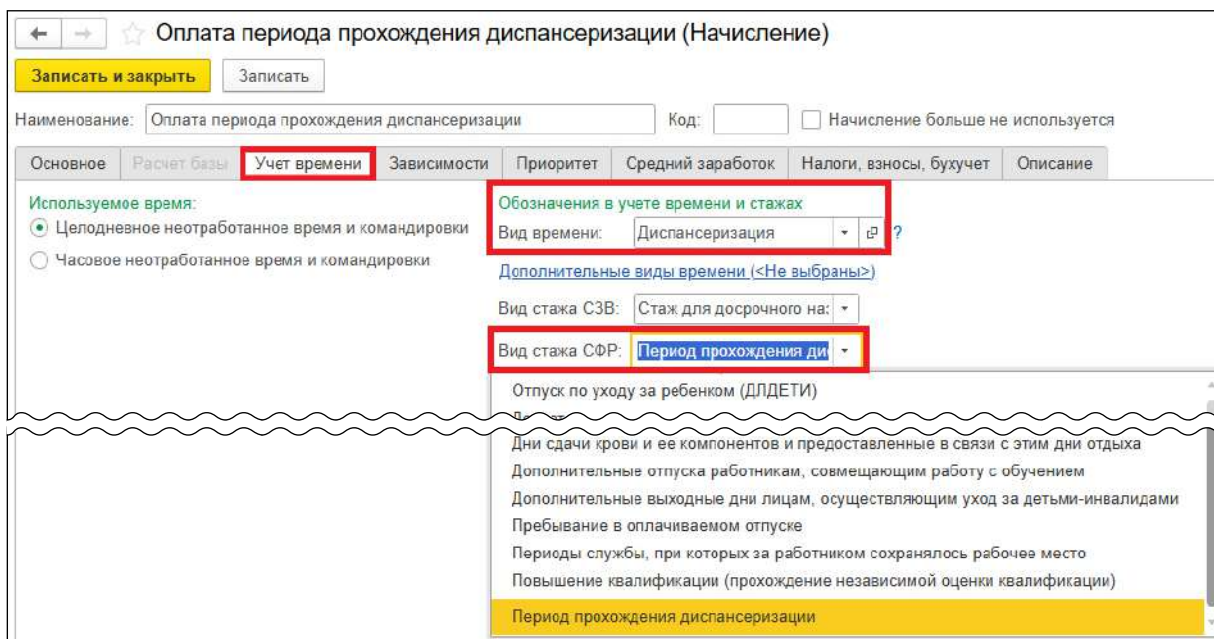 Оплата периода прохождения диспансеризации (Начисление)
Записать и закрыть Записать
Наименование: Оплата периода прохождения диспансеризации Код: Начисление больше не используется
Основное Расчет базы Учет времени Зависимости Приоритет Средний заработок Налоги, взносы, бухучет Описание
Используемое время: Обозначения в учете времени и стажах
Целодневное неотработанное время и командировки Вид времени: Диспансеризация ?
Часовое неотработанное время и командировки Дополнительные виды времени (<Не выбраны>)
Вид стажа СЗВ: Стаж для досрочного на
Вид стажа СФР: Период прохождения ди
Отпуск по уходу за ребенком (ДЛДЕТИ)
Дни сдачи крови и ее компонентов и предоставленные в связи с этим дни отдыха
Дополнительные отпуска работникам, совмещающим работу с обучением
Дополнительные выходные дни лицам, осуществляющим уход за детьми-инвалидами
Пребывание в оплачиваемом отпуске
Периоды службы, при которых за работником сохранялось рабочее место
Повышение квалификации (прохождение независимой оценки квалификации)
Период прохождения диспансеризации